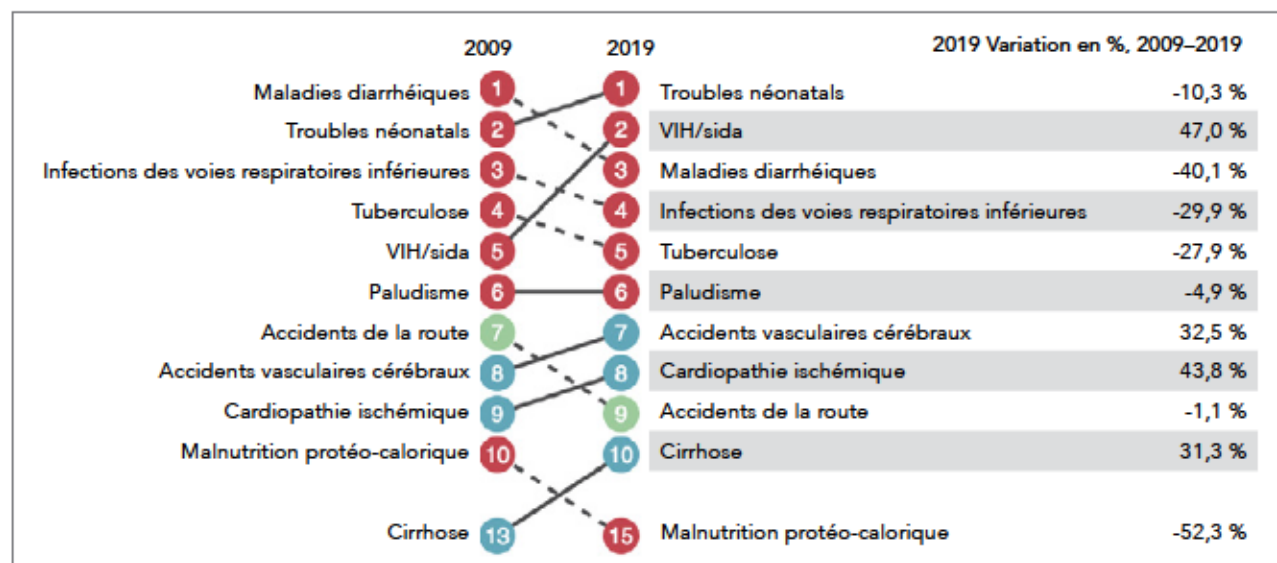 2009 2019 2019 Variation en %, 2009–2019
Maladies diarrhéiques 1 1 Troubles néonatals -10,3 %
Troubles néonatals 2 2 VIH/sida 47,0 %
Infections des voies respiratoires inférieures 3 3 Maladies diarrhéiques -40,1 %
Tuberculose 4 4 Infections des voies respiratoires inférieures -29,9 %
VIH/sida 5 5 Tuberculose -27,9 %
Paludisme 6 6 Paludisme -4,9 %
Accidents de la route 7 7 Accidents vasculaires cérébraux 32,5 %
Accidents vasculaires cérébraux 8 8 Cardiopathie ischémique 43,8 %
Cardiopathie ischémique 9 9 Accidents de la route -1,1 %
Malnutrition protéo-calorique 10 10 Cirrhose 31,3 %
Cirrhose 13 15 Malnutrition protéo-calorique -52,3 %